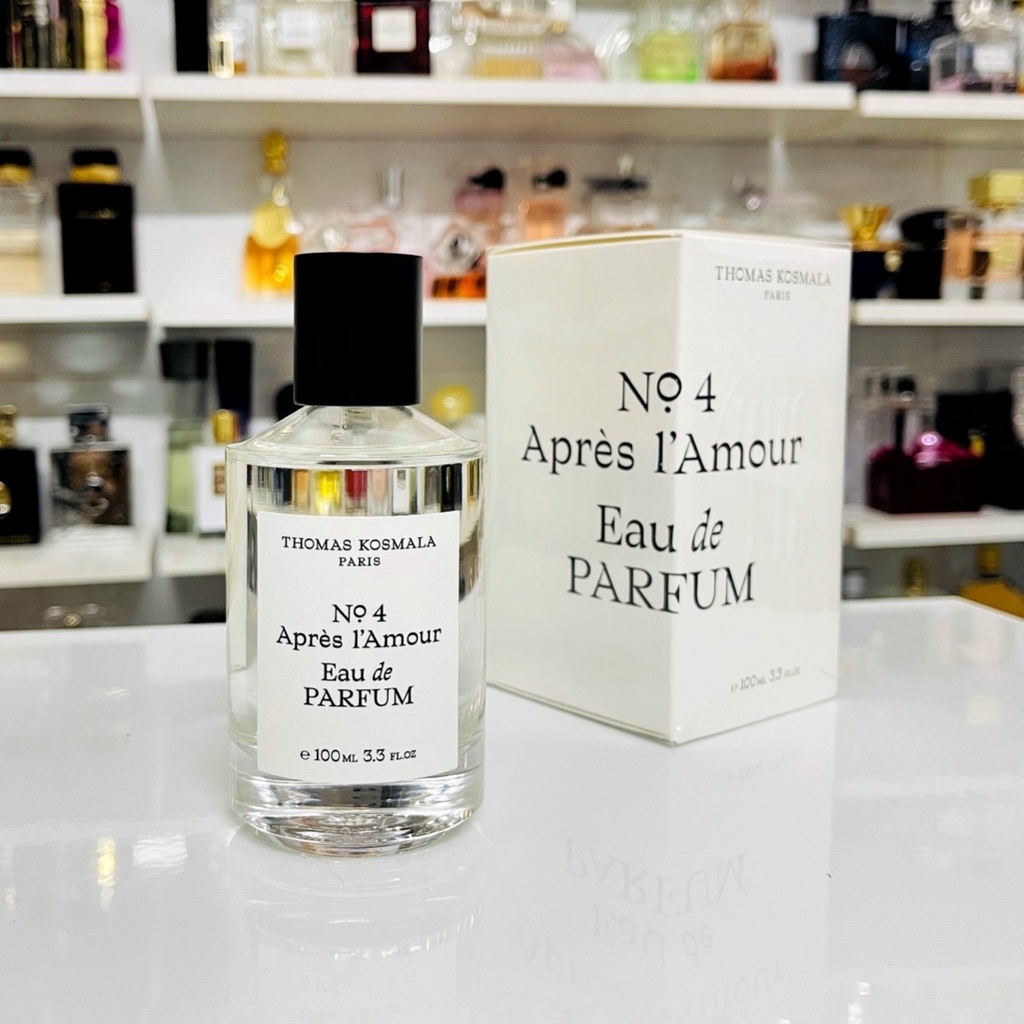 THOMAS KOSMALA
PARIS
Nº 4
Après l'Amour
Eau de
PARFUM
℮ 100ML 3.3 FL.OZ
THOMAS KOSMALA
PARIS
Nº 4
Après l'Amour
Eau de
PARFUM
℮ 100ML 3.3 FL.OZ